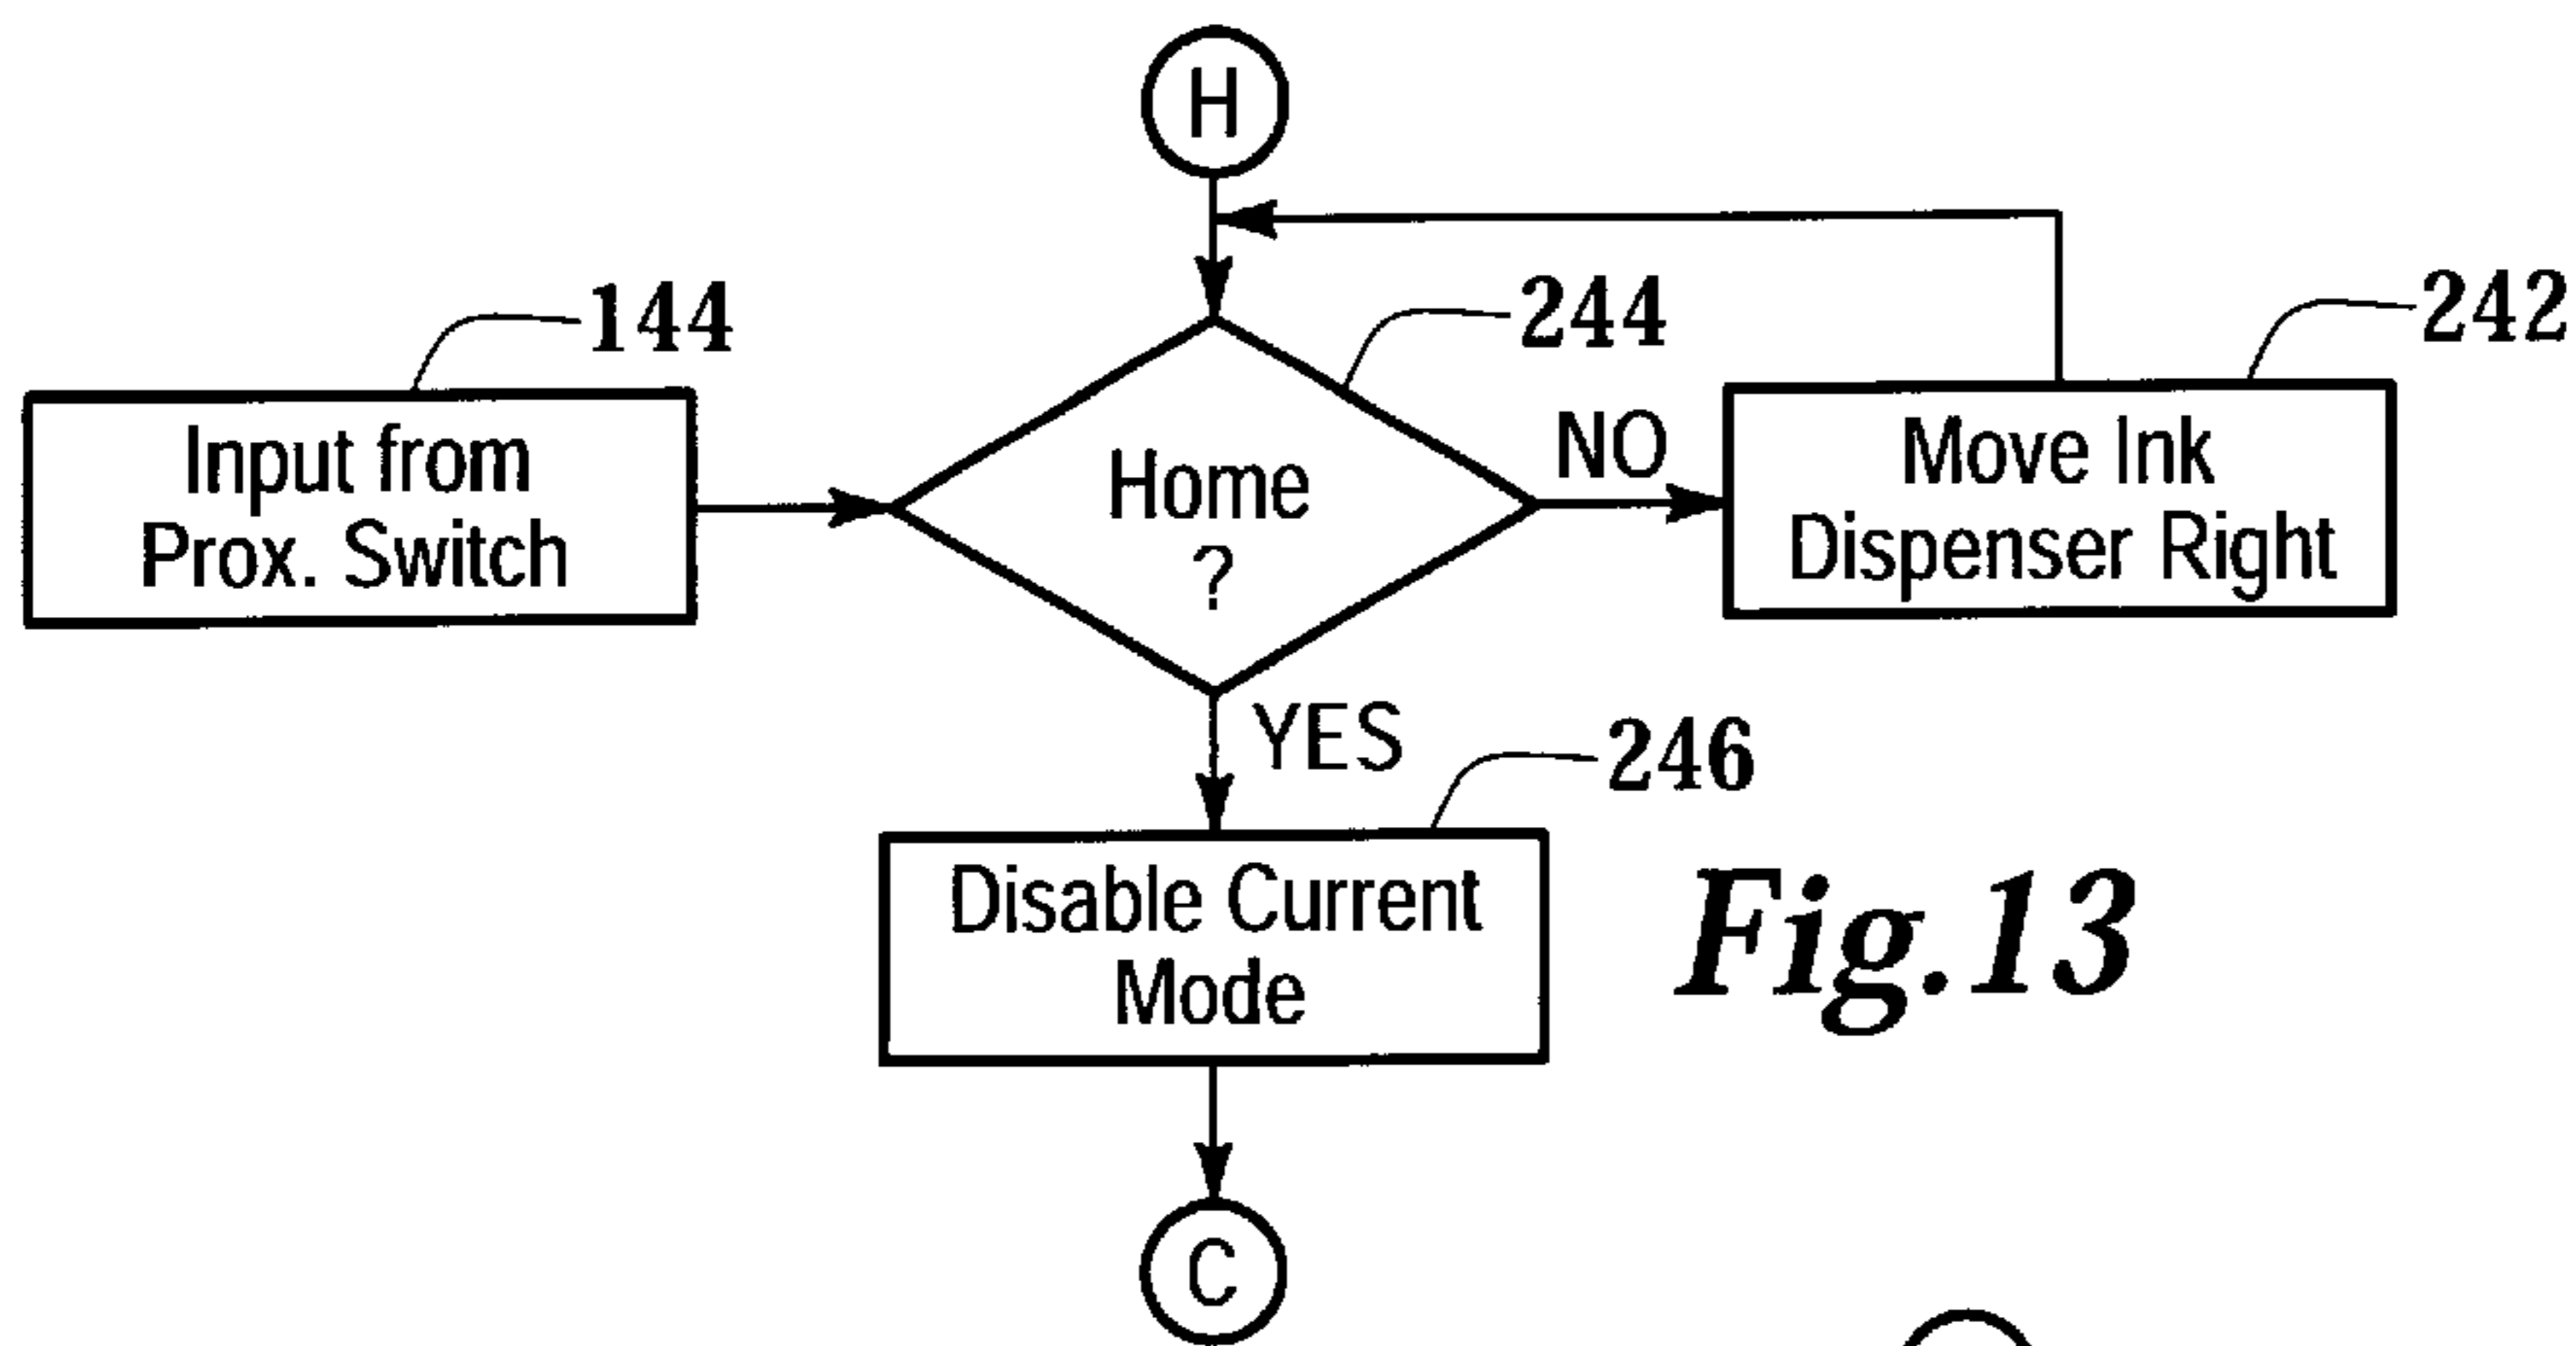 H
144
244
242
Input from
Prox. Switch
Home
?
NO
Move Ink
Dispenser Right
YES
246
Disable Current
Mode
Fig.13
C